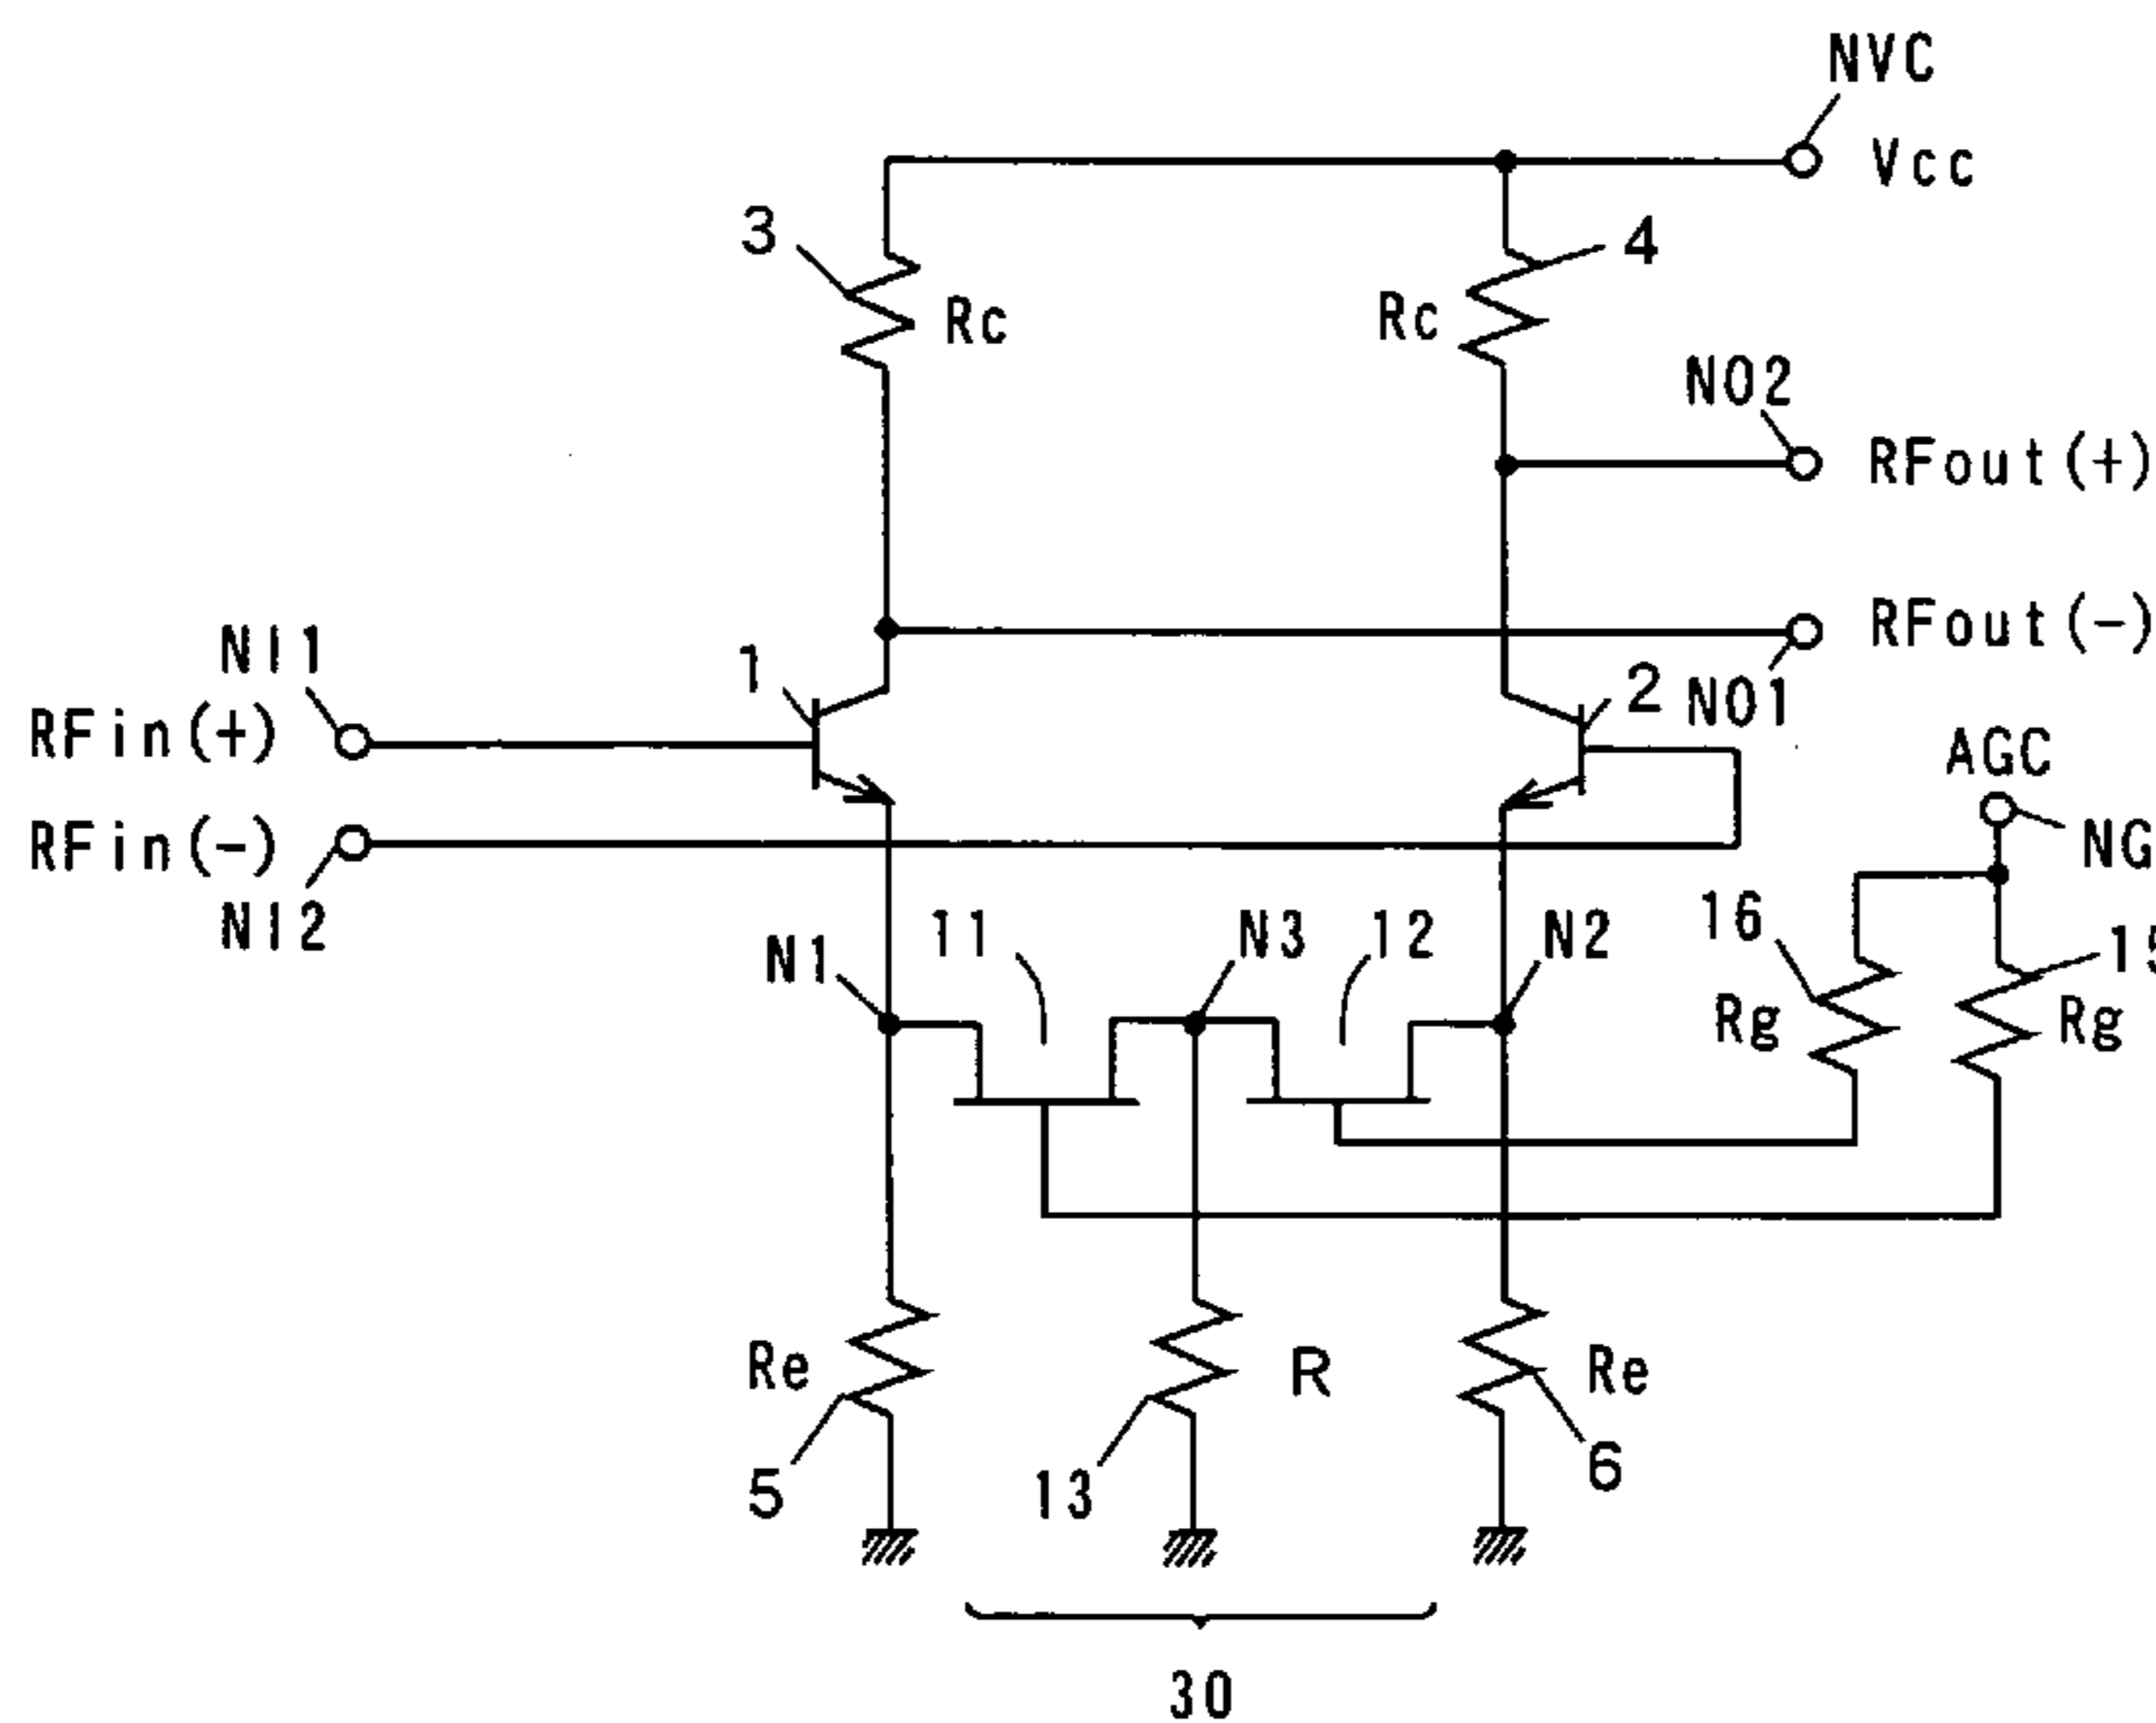 NVC
Vcc
3
4
Rc
Rc
NO2
RFout(+)
RFout(-)
NI1
1
2
NO1
RFin(+)
AGC
RFin(-)
NG
NI2
16
N1
11
N3
12
N2
Rg
Rg
Re
R
Re
5
13
6
30